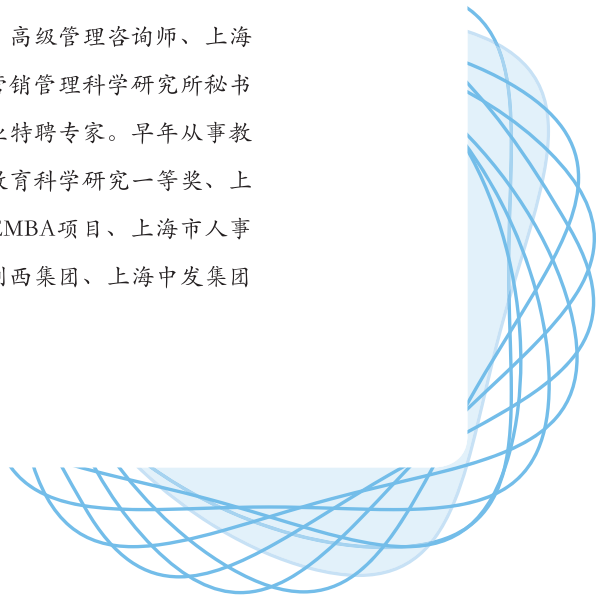 高级管理咨询师、上海
营销管理科学研究所秘书
业特聘专家。早年从事教
教育科学研究一等奖、上
EMBA项目、上海市人事
西集团、上海中发集团